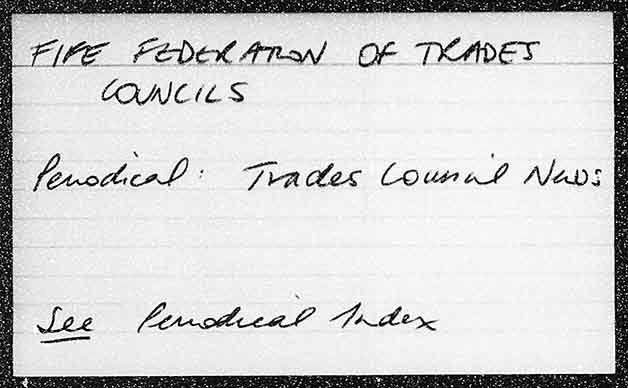 FIFE FEDERATION OF TRADES
COUNCILS
Periodical: Trades Council News
See Periodical Index